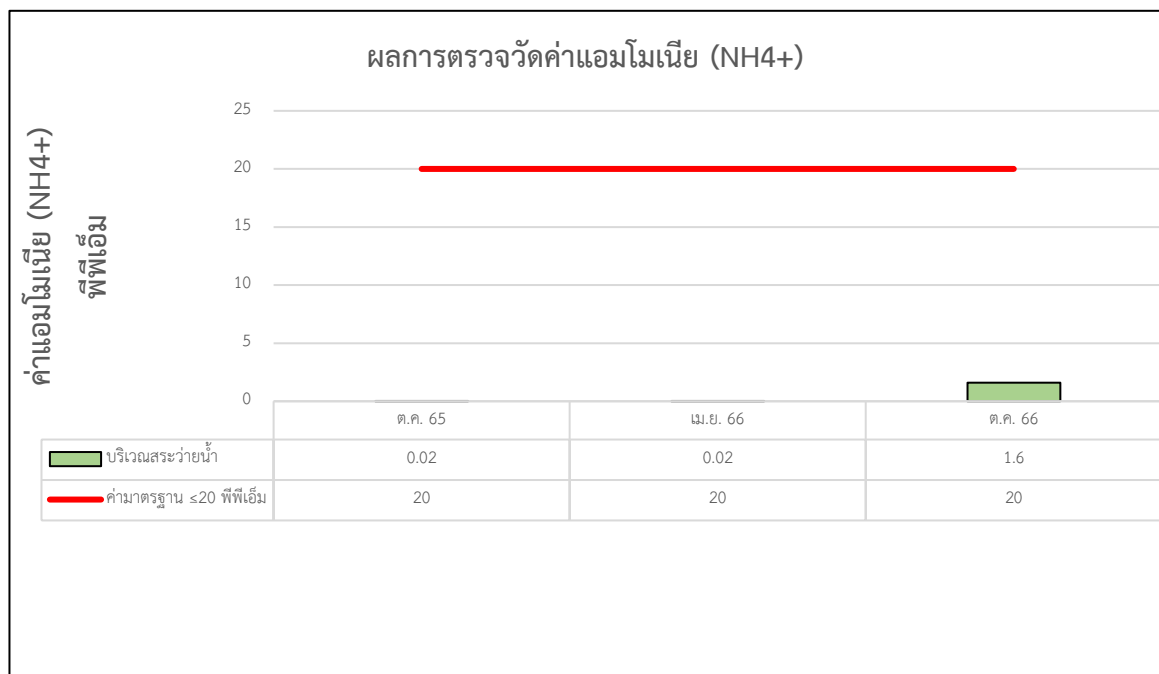 ผลการตรวจวัดค่าแอมโมเนีย (NH4+)
ค่าแอมโมเนีย (NH4+)
พีพีเอ็ม
25
20
15
10
5
0
ต.ค. 65 เม.ย. 66 ต.ค. 66
บริเวณสระว่ายน้ำ 0.02 0.02 1.6
ค่ามาตรฐาน ≤20 พีพีเอ็ม 20 20 20